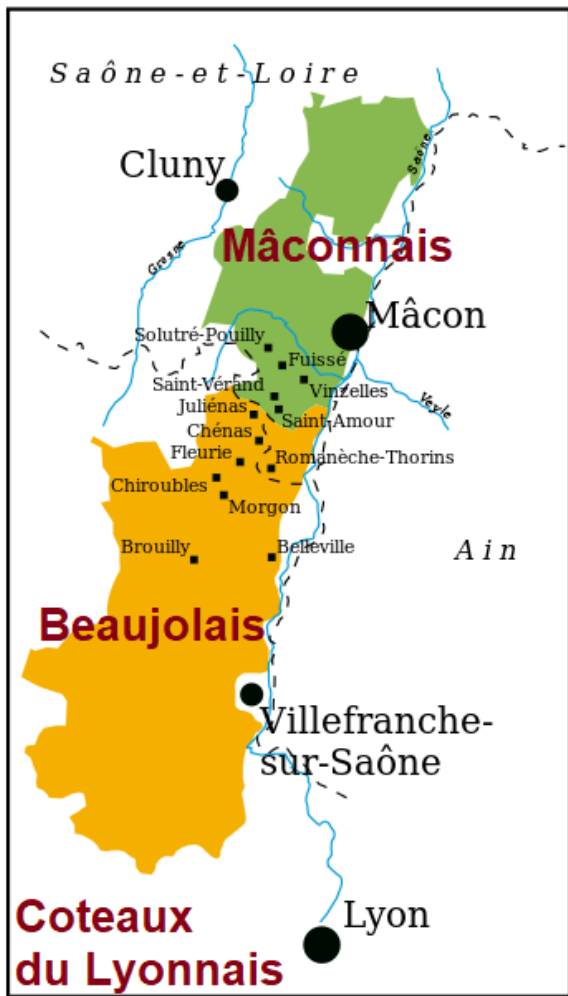 Saône-et-Loire
Cluny
Saône
Grosne
Mâconnais
Mâcon
Solutré-Pouilly
Fuissé
Saint-Vérand
Vinzelles
Veyle
Juliénas
Saint-Amour
Chénas
Fleurie
Romanèche-Thorins
Chiroubles
Morgon
Brouilly
Belleville
Ain
Beaujolais
Villefranche-
sur-Saône
Coteaux
du Lyonnais
Lyon